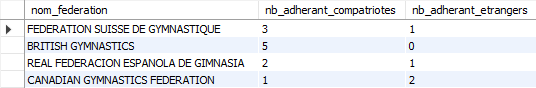 nom_federation nb_adherant_compatriotes nb_adherant_etrangers
FEDERATION SUISSE DE GYMNASTIQUE 3 1
BRITISH GYMNASTICS 5 0
REAL FEDERACION ESPANOLA DE GIMNASIA 2 1
CANADIAN GYMNASTICS FEDERATION 1 2